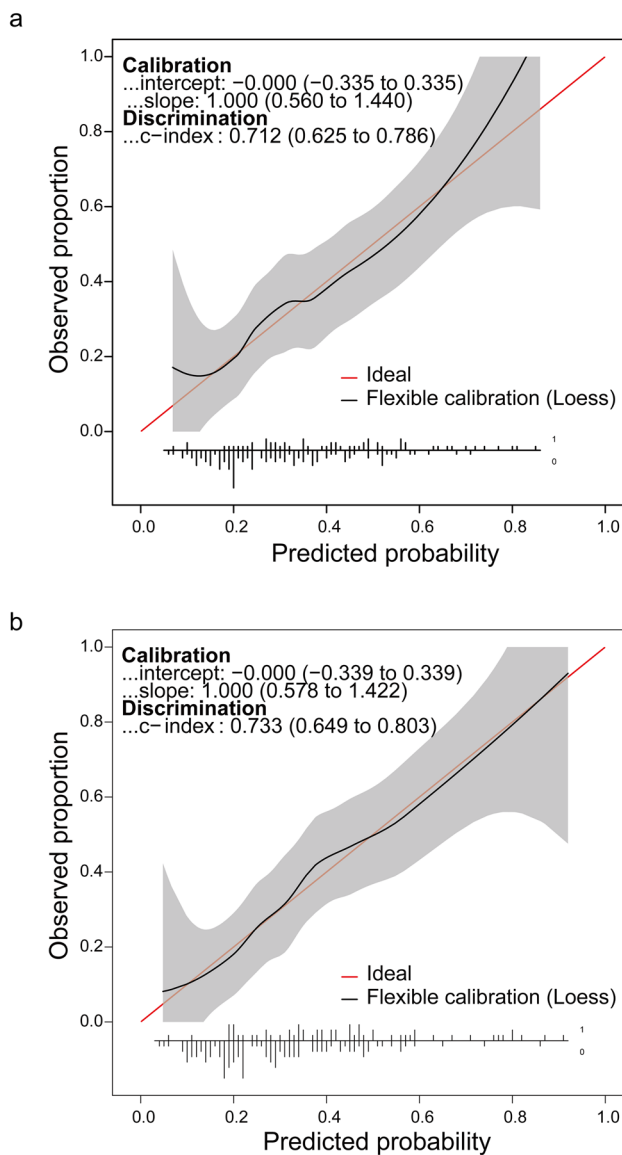 a
Calibration
...intercept: −0.000 (−0.335 to 0.335)
...slope: 1.000 (0.560 to 1.440)
Discrimination
...c−index : 0.712 (0.625 to 0.786)
1.0
0.8
0.6
0.4
0.2
0.0
Observed proportion
Ideal
Flexible calibration (Loess)
1
0
0.0 0.2 0.4 0.6 0.8 1.0
Predicted probability
b
Calibration
...intercept: −0.000 (−0.339 to 0.339)
...slope: 1.000 (0.578 to 1.422)
Discrimination
...c−index : 0.733 (0.649 to 0.803)
1.0
0.8
0.6
0.4
0.2
0.0
Observed proportion
Ideal
Flexible calibration (Loess)
1
0
0.0 0.2 0.4 0.6 0.8 1.0
Predicted probability